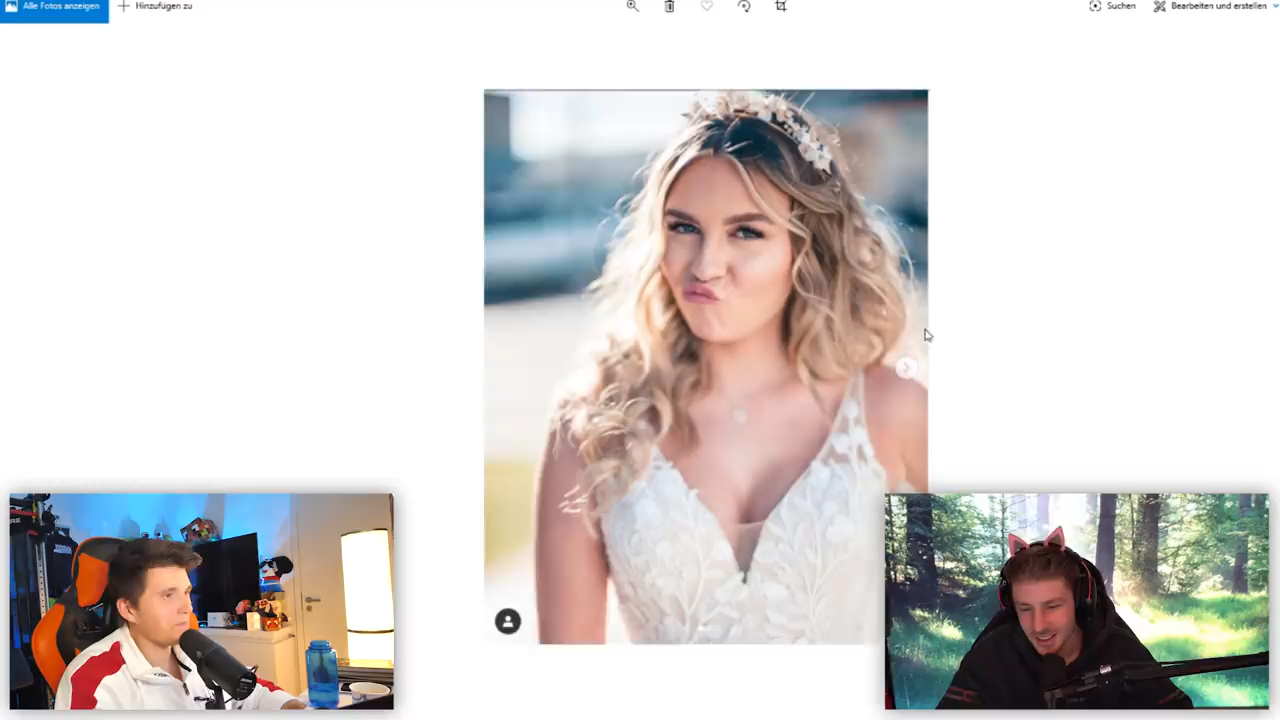 Alle Fotos anzeigen
Hinzufügen zu
Suchen
Bearbeiten und erstellen